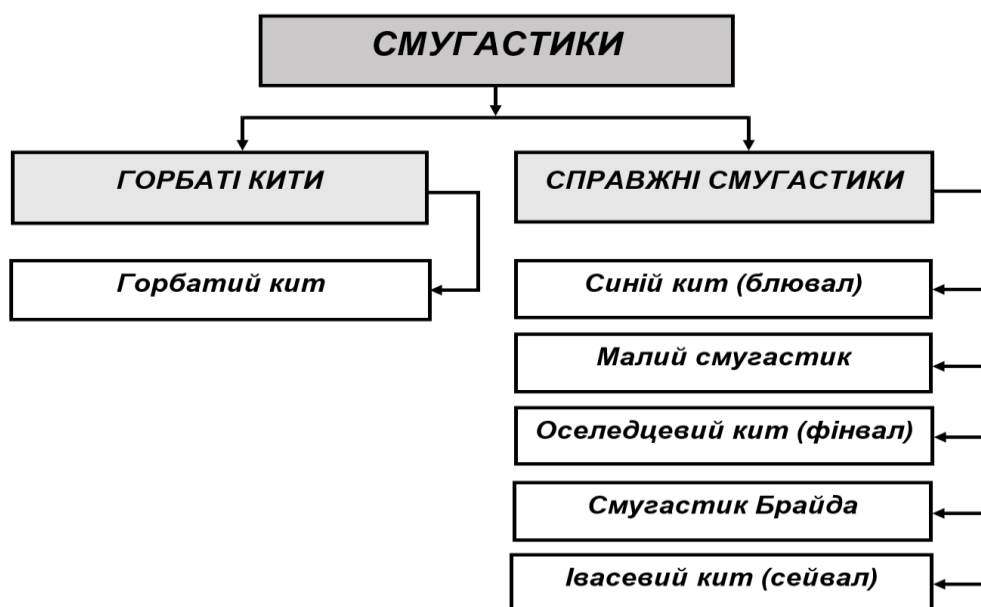 СМУГАСТИКИ
ГОРБАТІ КИТИ
Горбатий кит
СПРАВЖНІ СМУГАСТИКИ
Синій кит (блювал)
Малий смугастик
Оселедцевий кит (фінвал)
Смугастик Брайда
Івасевий кит (сейвал)